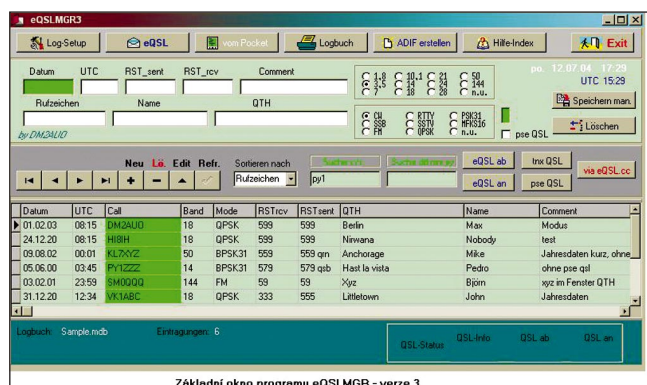 eQSLMGR3
Log-Setup eQSL vom Pocket Logbuch ADIF erstellen Hilfe-Index Exit
Datum UTC RST_sent RST_rcv Comment
1.8 10.1 21 50
3.5 14 24 144
7 18 28 n.u.
po. 12.07.04 17:29
UTC 15:29
Rufzeichen Name QTH
Speichern man.
CW RTTY PSK31
SSB SSTV MFKS16
FM QPSK n.u.
pse QSL
Löschen
by DM2AUO
Neu Lö. Edit Refr. Sortieren nach
Rufzeichen
py1
eQSL ab tnx QSL
eQSL an pse QSL
via eQSL.cc
Datum UTC Call Band Mode RSTrcv RSTsent QTH Name Comment
01.02.03 08:15 DM2AUO 18 QPSK 599 599 Berlin Max Modus
24.12.20 08:15 HI8IH 18 QPSK 599 599 Nirwana Nobody test
09.08.02 00:01 KL7XYZ 50 BPSK31 559 559 qrn Anchorage Mike Jahresdaten kurz, ohne
05.06.00 03:45 PY1ZZZ 14 BPSK31 579 579 qsb Hast la vista Pedro ohne pse qsl
03.02.01 23:59 SM0QQQ 144 FM 59 59 Xyz Björn xyz im Fenster QTH
31.12.20 12:34 VK1ABC 18 QPSK 333 555 Littletown John Jahresdaten
Logbuch: Sample.mdb Eintragungen: 6
QSL-Status QSL-Info QSL ab QSL an
Základní okno programu eQSLMGR - verze 3